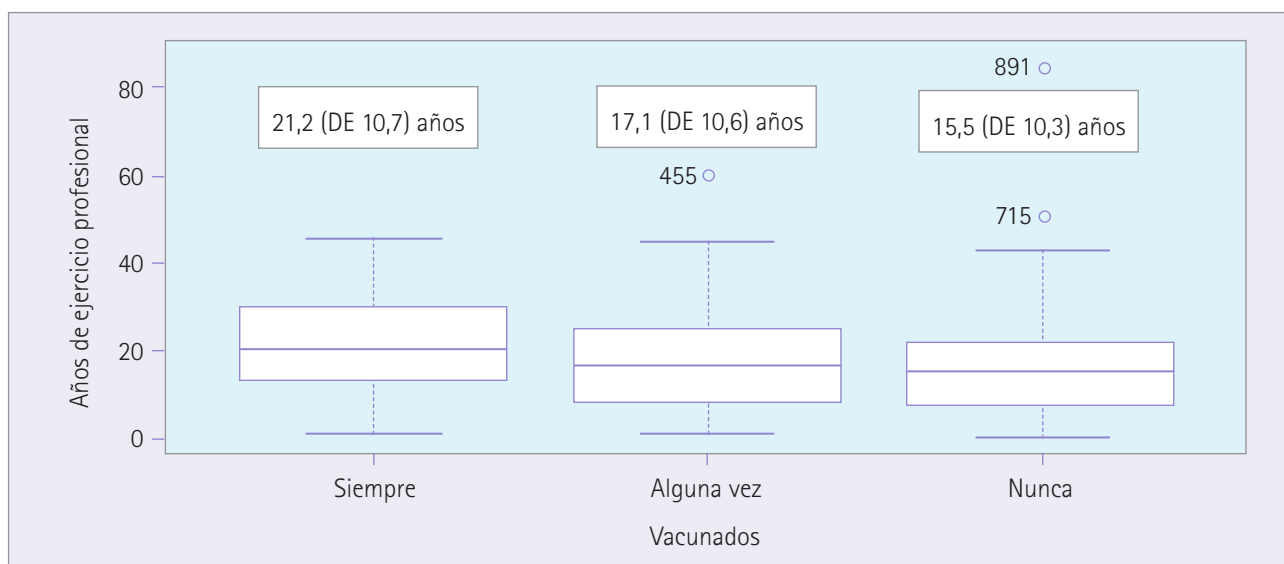 891
80
21,2 (DE 10,7) años
17,1 (DE 10,6) años
15,5 (DE 10,3) años
60
455
715
40
20
0
Años de ejercicio profesional
Siempre
Alguna vez
Nunca
Vacunados